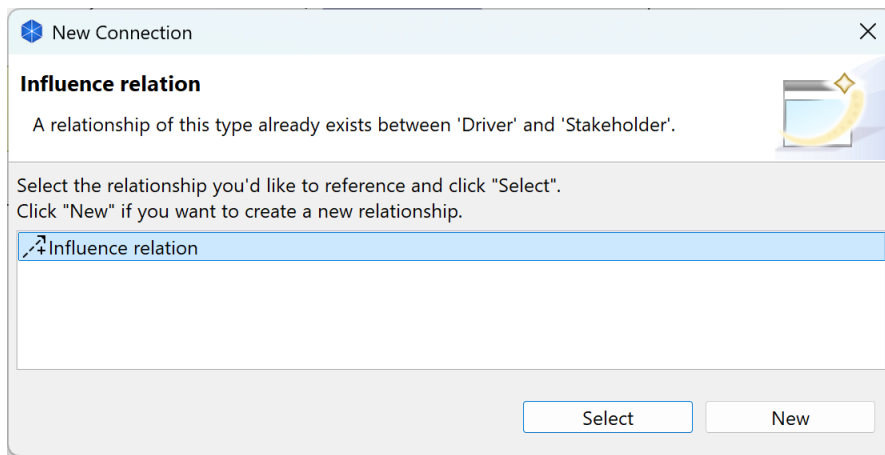 New Connection
Influence relation
A relationship of this type already exists between 'Driver' and 'Stakeholder'.
Select the relationship you'd like to reference and click "Select".
Click "New" if you want to create a new relationship.
Influence relation
Select
New